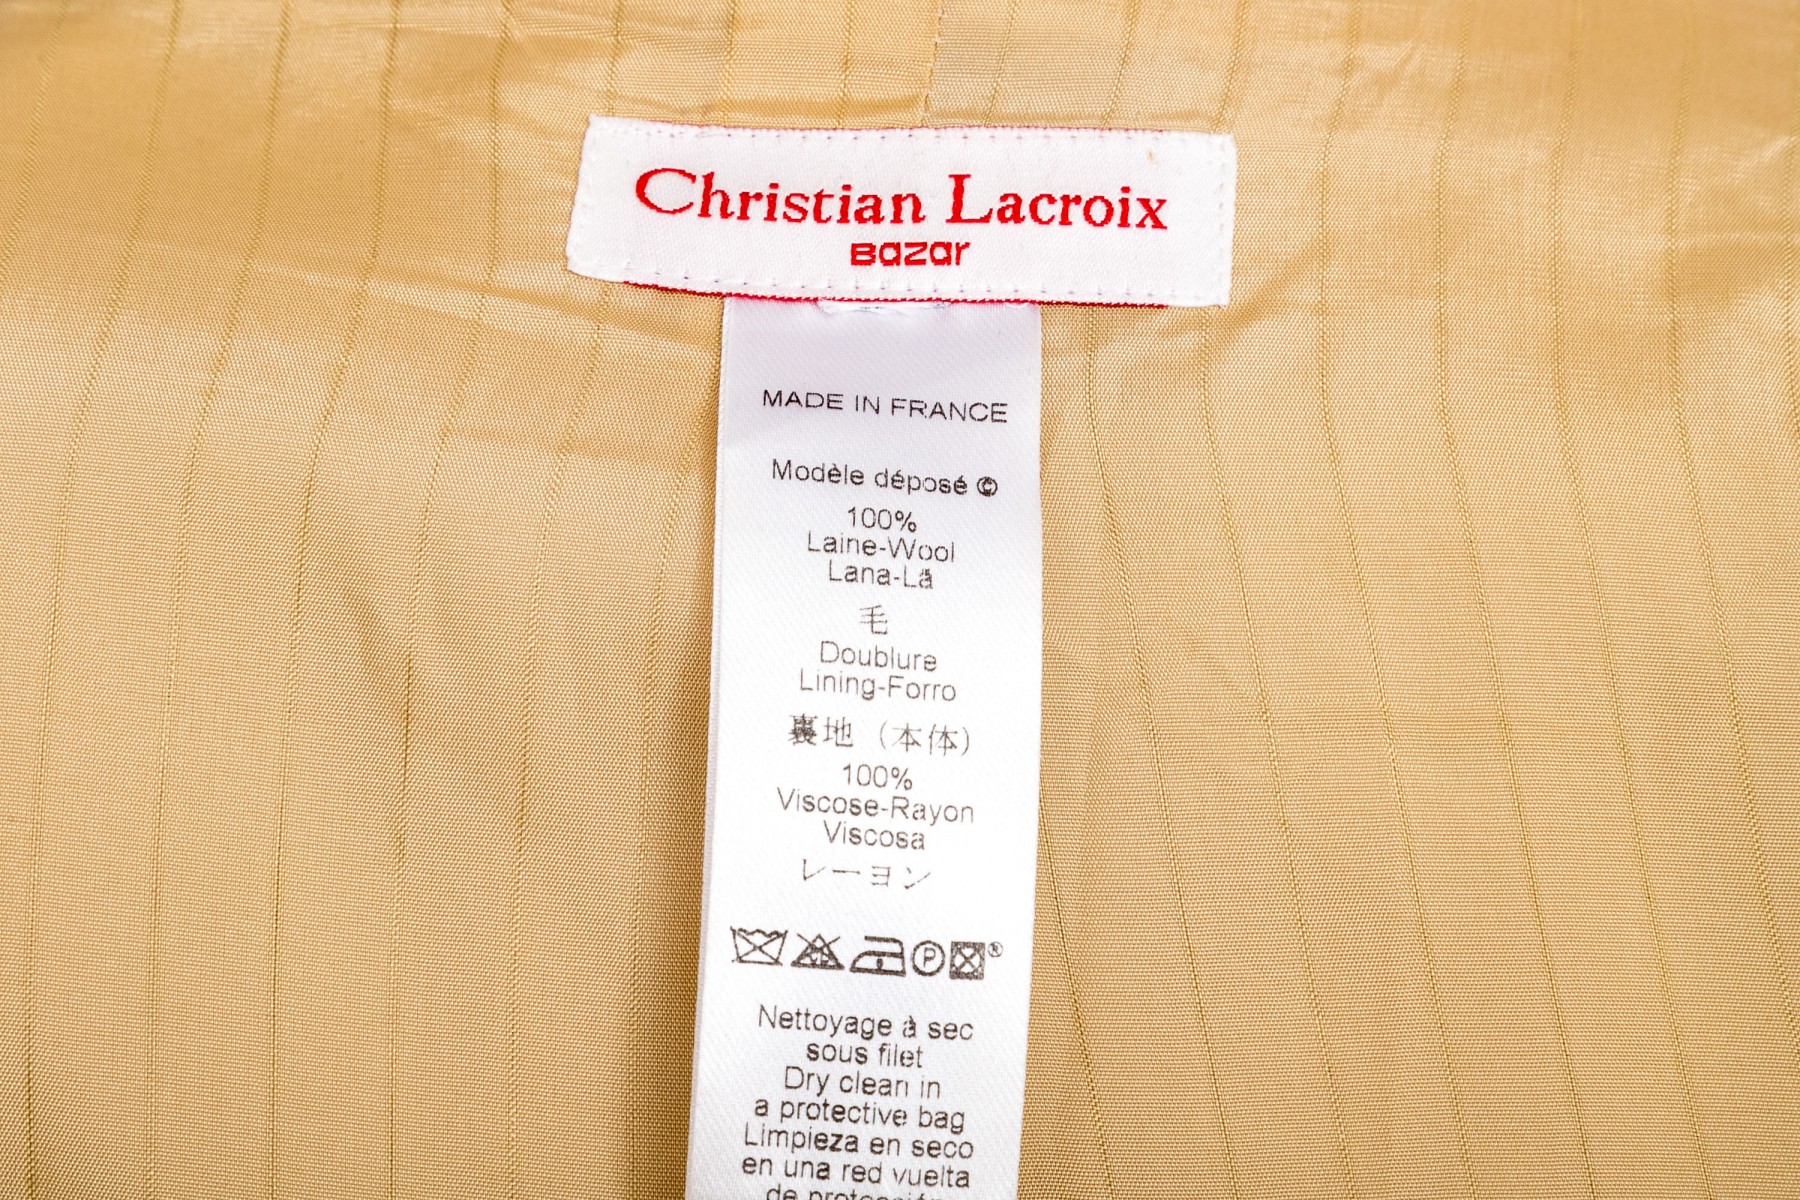 Christian Lacroix
Bazar
MADE IN FRANCE
Modèle déposé ©
100%
Laine-Wool
Lana-Lã
毛
Doublure
Lining-Forro
裏地（本体）
100%
Viscose-Rayon
Viscosa
レーヨン
P ®
Nettoyage à sec
sous filet
Dry clean in
a protective bag
Limpieza en seco
en una red vuelta
de protección